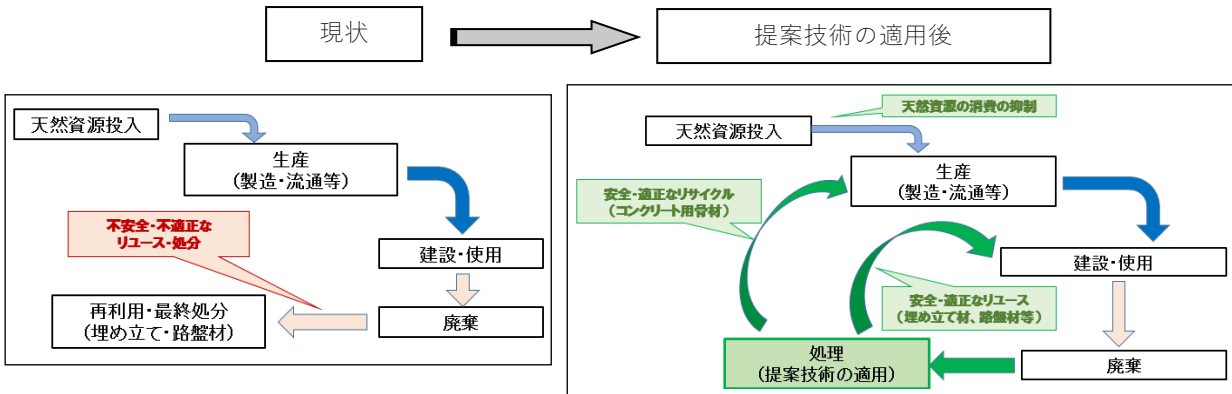 現状
提案技術の適用後
天然資源投入
生産
(製造・流通等)
不安全・不適正な
リユース・処分
建設・使用
再利用・最終処分
(埋め立て・路盤材)
廃棄
天然資源の消費の抑制
天然資源投入
生産
(製造・流通等)
安全・適正なリサイクル
(コンクリート用骨材)
建設・使用
安全・適正なリユース
(埋め立て材、路盤材等)
処理
(提案技術の適用)
廃棄